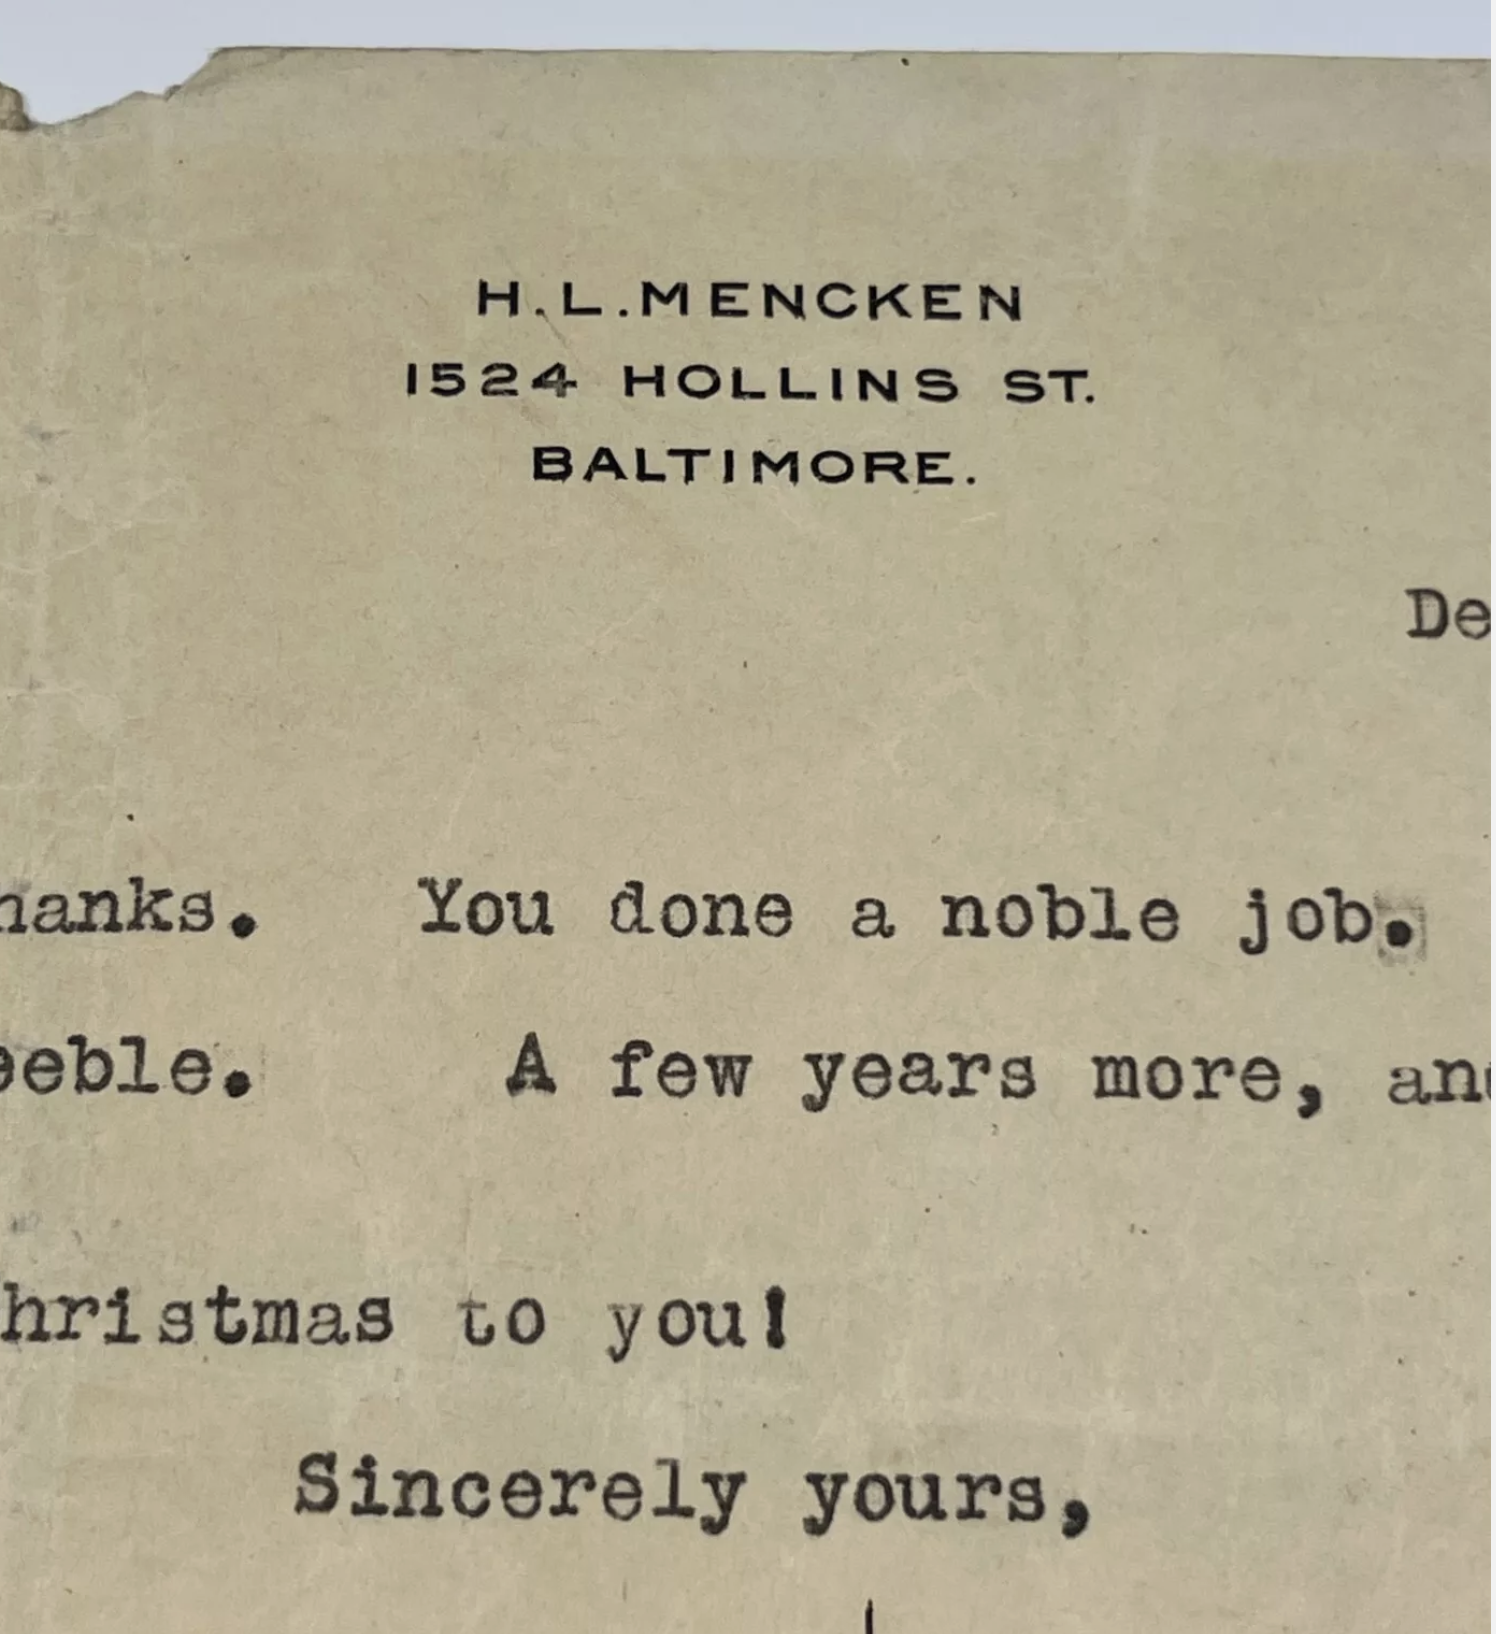 H.L.MENCKEN
1524 HOLLINS ST.
BALTIMORE.
De
hanks. You done a noble job.
eeble. A few years more, and
hristmas to you!
Sincerely yours,